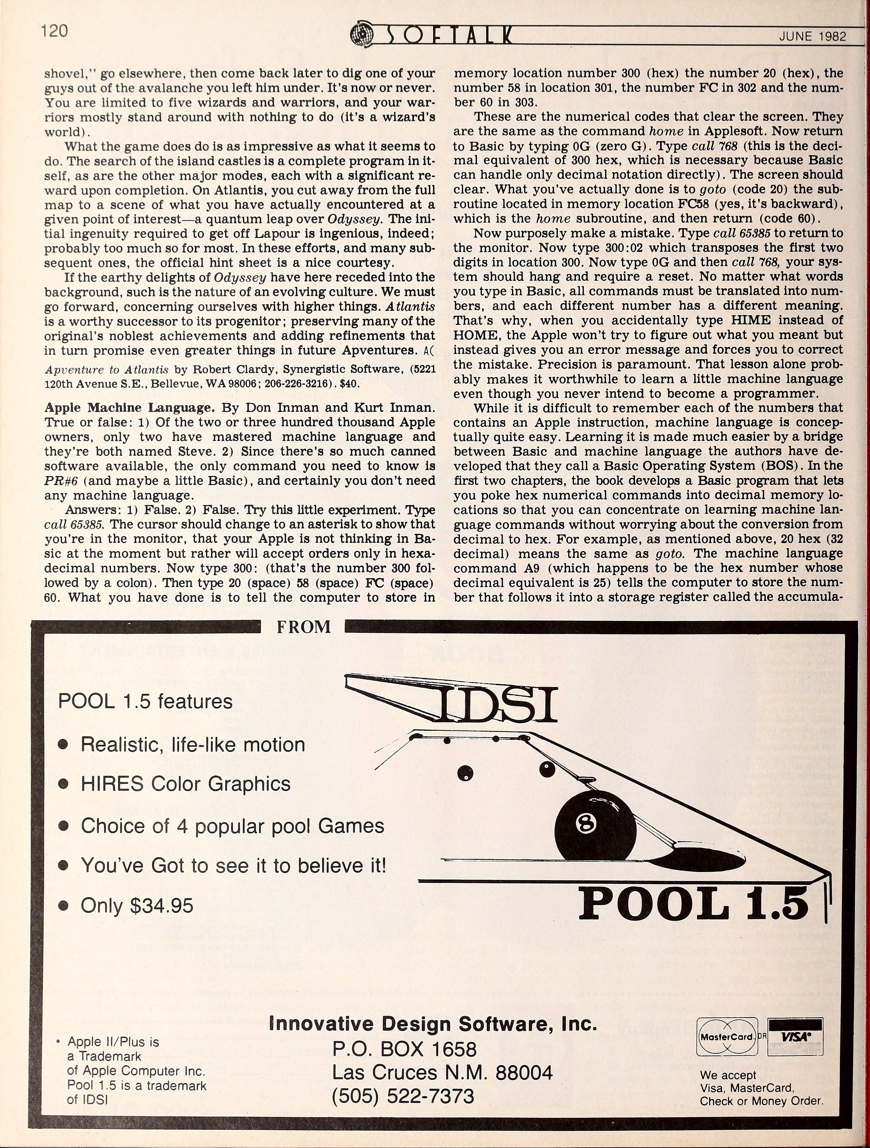 120
SOFTALK
JUNE 1982
shovel," go elsewhere, then come back later to dig one of your
guys out of the avalanche you left him under. It's now or never.
You are limited to five wizards and warriors, and your war-
riors mostly stand around with nothing to do (it's a wizard's
world).
What the game does do is as impressive as what it seems to
do. The search of the island castles is a complete program in it-
self, as are the other major modes, each with a significant re-
ward upon completion. On Atlantis, you cut away from the full
map to a scene of what you have actually encountered at a
given point of interest—a quantum leap over Odyssey. The ini-
tial ingenuity required to get off Lapour is ingenious, indeed;
probably too much so for most. In these efforts, and many sub-
sequent ones, the official hint sheet is a nice courtesy.
If the earthy delights of Odyssey have here receded into the
background, such is the nature of an evolving culture. We must
go forward, concerning ourselves with higher things. Atlantis
is a worthy successor to its progenitor; preserving many of the
original's noblest achievements and adding refinements that
in turn promise even greater things in future Apventures. AC
Apventure to Atlantis by Robert Clardy, Synergistic Software, (5221
120th Avenue S.E., Bellevue, WA 98006; 206-226-3216). $40.
Apple Machine Language. By Don Inman and Kurt Inman.
True or false: 1) Of the two or three hundred thousand Apple
owners, only two have mastered machine language and
they're both named Steve. 2) Since there's so much canned
software available, the only command you need to know is
PR#6 (and maybe a little Basic), and certainly you don't need
any machine language.
Answers: 1) False. 2) False. Try this little experiment. Type
call 65385. The cursor should change to an asterisk to show that
you're in the monitor, that your Apple is not thinking in Ba-
sic at the moment but rather will accept orders only in hexa-
decimal numbers. Now type 300: (that's the number 300 fol-
lowed by a colon). Then type 20 (space) 58 (space) FC (space)
60. What you have done is to tell the computer to store in
memory location number 300 (hex) the number 20 (hex), the
number 58 in location 301, the number FC in 302 and the num-
ber 60 in 303.
These are the numerical codes that clear the screen. They
are the same as the command home in Applesoft. Now return
to Basic by typing 0G (zero G). Type call 768 (this is the deci-
mal equivalent of 300 hex, which is necessary because Basic
can handle only decimal notation directly). The screen should
clear. What you've actually done is to goto (code 20) the sub-
routine located in memory location FC58 (yes, it's backward),
which is the home subroutine, and then return (code 60).
Now purposely make a mistake. Type call 65385 to return to
the monitor. Now type 300:02 which transposes the first two
digits in location 300. Now type 0G and then call 768, your sys-
tem should hang and require a reset. No matter what words
you type in Basic, all commands must be translated into num-
bers, and each different number has a different meaning.
That's why, when you accidentally type HIME instead of
HOME, the Apple won't try to figure out what you meant but
instead gives you an error message and forces you to correct
the mistake. Precision is paramount. That lesson alone prob-
ably makes it worthwhile to learn a little machine language
even though you never intend to become a programmer.
While it is difficult to remember each of the numbers that
contains an Apple instruction, machine language is concep-
tually quite easy. Learning it is made much easier by a bridge
between Basic and machine language the authors have de-
veloped that they call a Basic Operating System (BOS). In the
first two chapters, the book develops a Basic program that lets
you poke hex numerical commands into decimal memory lo-
cations so that you can concentrate on learning machine lan-
guage commands without worrying about the conversion from
decimal to hex. For example, as mentioned above, 20 hex (32
decimal) means the same as goto. The machine language
command A9 (which happens to be the hex number whose
decimal equivalent is 25) tells the computer to store the num-
ber that follows it into a storage register called the accumula-
FROM
IDSI
POOL 1.5 features
● Realistic, life-like motion
● HIRES Color Graphics
● Choice of 4 popular pool Games
● You've Got to see it to believe it!
● Only $34.95
8
POOL 1.5
Innovative Design Software, Inc.
P.O. BOX 1658
Las Cruces N.M. 88004
(505) 522-7373
* Apple II/Plus is
a Trademark
of Apple Computer Inc.
Pool 1.5 is a trademark
of IDSI
MasterCard OR VISA
We accept
Visa, MasterCard,
Check or Money Order.